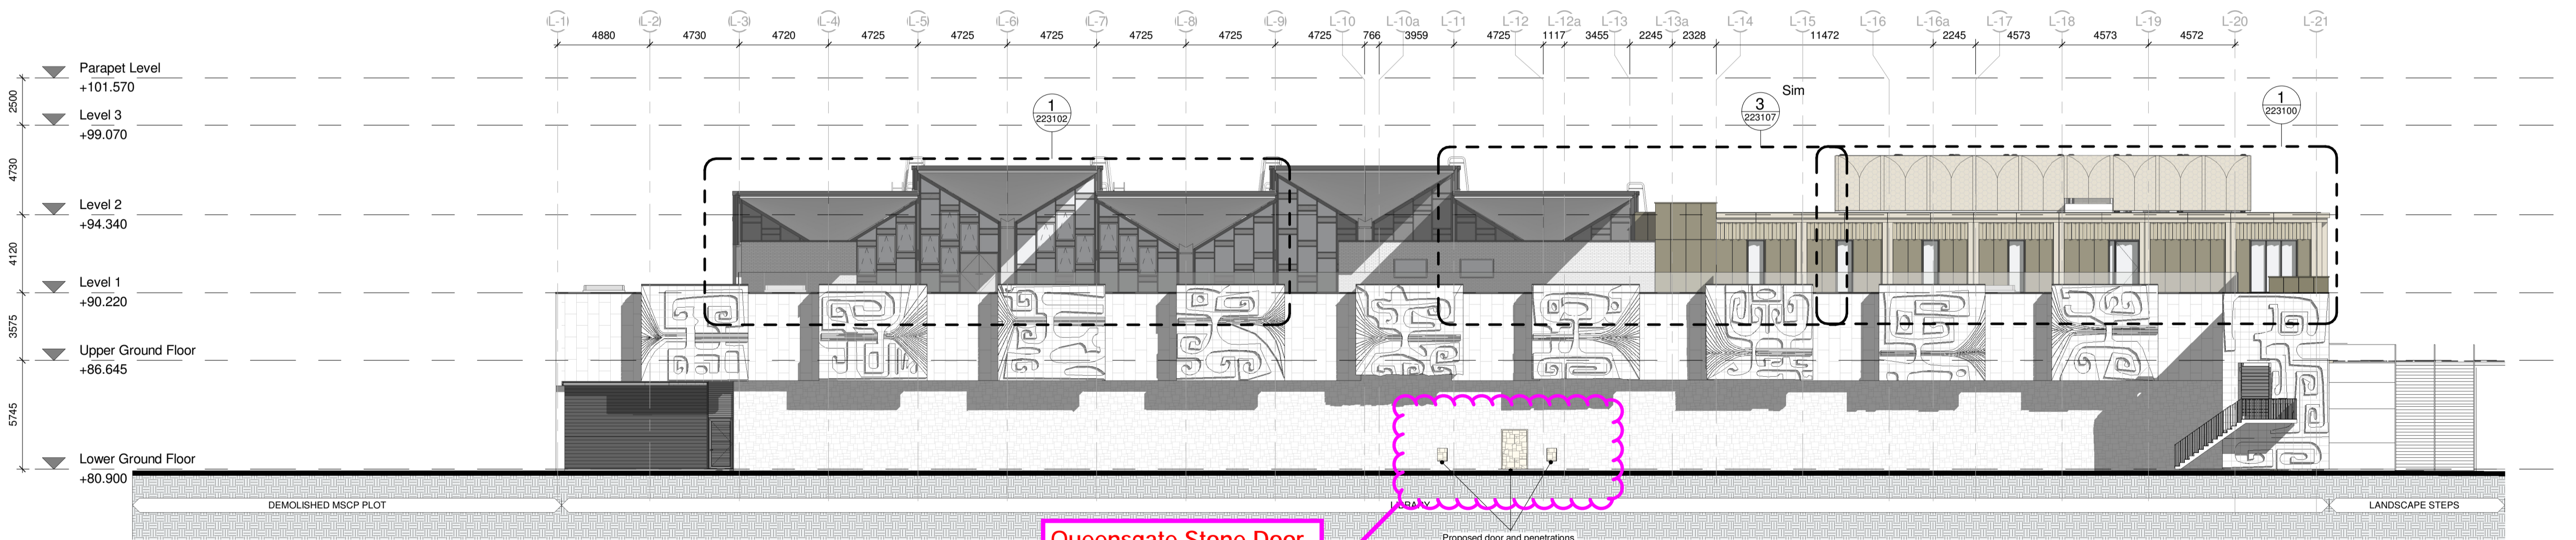 (L-1) (L-2) (L-3) (L-4) (L-5) (L-6) (L-7) (L-8) (L-9) L-10 L-10a L-11 L-12 L-12a L-13 L-13a L-14 L-15 L-16 L-16a L-17 L-18 L-19 L-20 L-21
4880 4730 4720 4725 4725 4725 4725 4725 4725 766 3959 4725 1117 3455 2245 2328 11472 2245 4573 4573 4572
Parapet Level
+101.570
2500
Level 3
+99.070
4730
Level 2
+94.340
4120
Level 1
+90.220
3575
Upper Ground Floor
+86.645
5745
Lower Ground Floor
+80.900
1
223102
Sim
3
223107
1
223100
DEMOLISHED MSCP PLOT
LIBRARY
LANDSCAPE STEPS
Queensgate Stone Door
Proposed door and penetrations